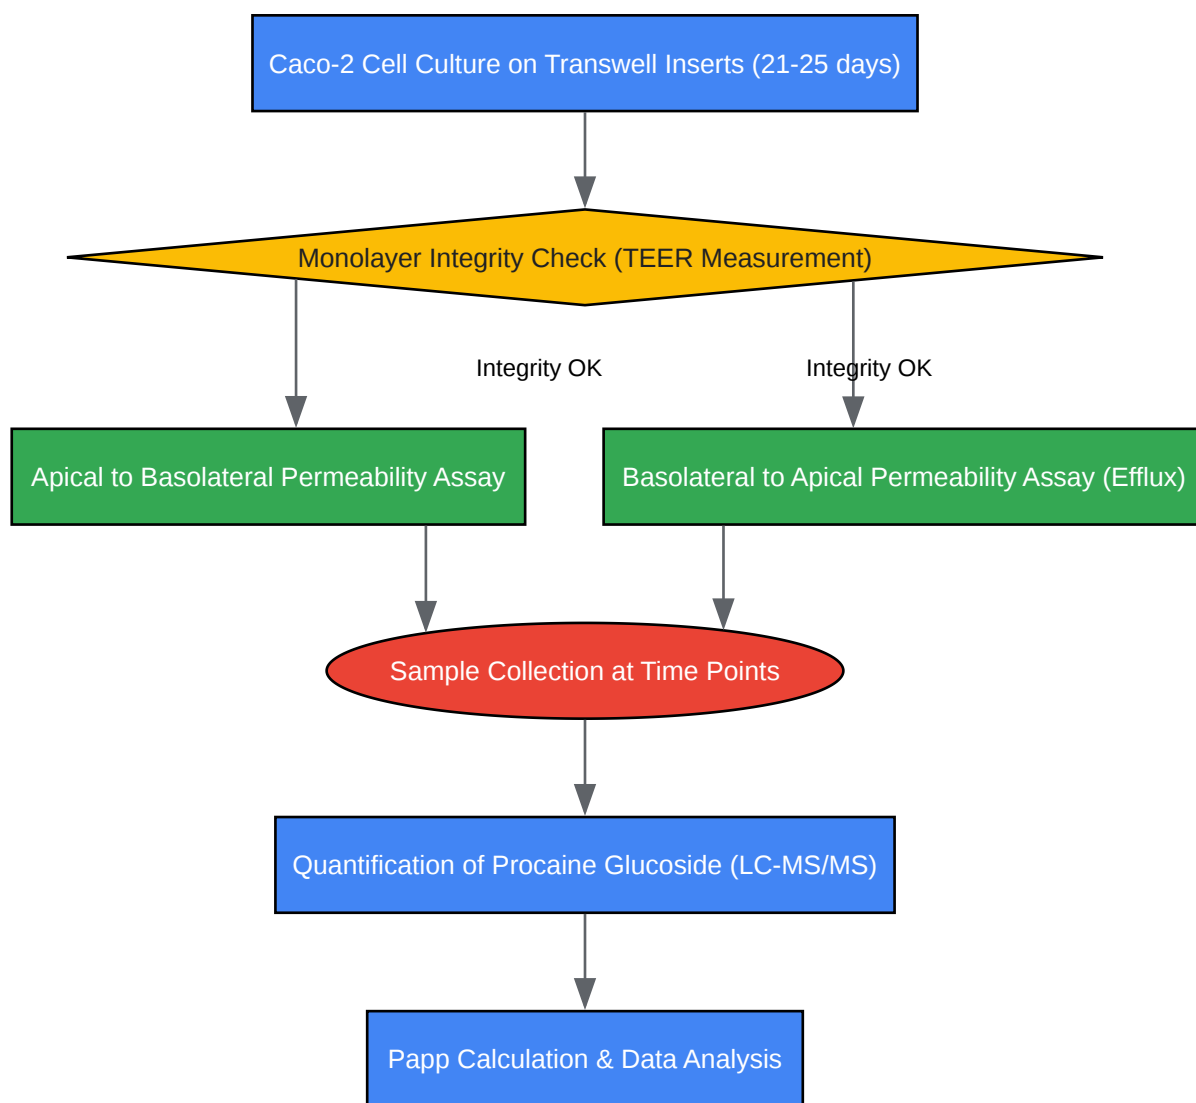 Caco-2 Cell Culture on Transwell Inserts (21-25 days)
Monolayer Integrity Check (TEER Measurement)
Integrity OK
Integrity OK
Apical to Basolateral Permeability Assay
Basolateral to Apical Permeability Assay (Efflux)
Sample Collection at Time Points
Quantification of Procaine Glucoside (LC-MS/MS)
Papp Calculation & Data Analysis